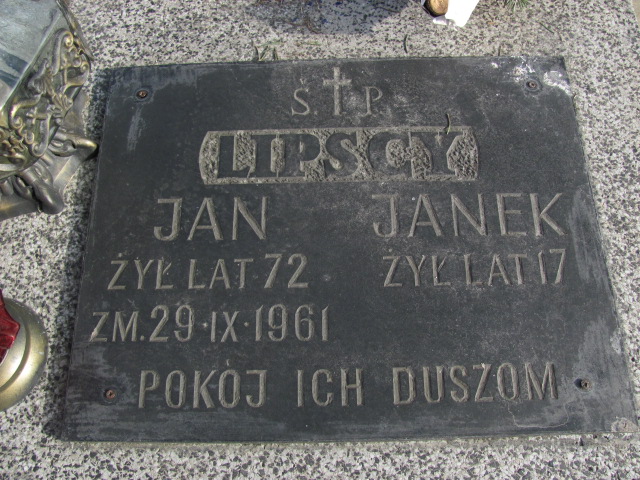 Ś. † P.
LIPSCY
JAN JANEK
ŻYŁ LAT 72 ŻYŁ LAT 17
ZM. 29·IX·1961
POKÓJ ICH DUSZOM